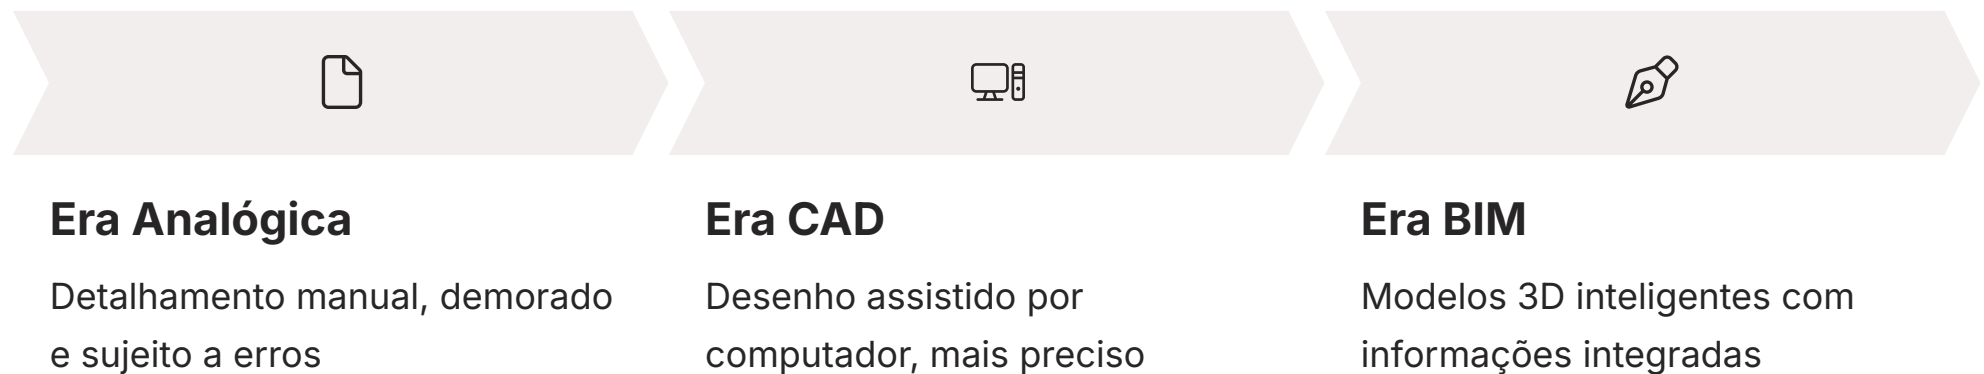 Era Analógica
Detalhamento manual, demorado
e sujeito a erros
Era CAD
Desenho assistido por
computador, mais preciso
Era BIM
Modelos 3D inteligentes com
informações integradas